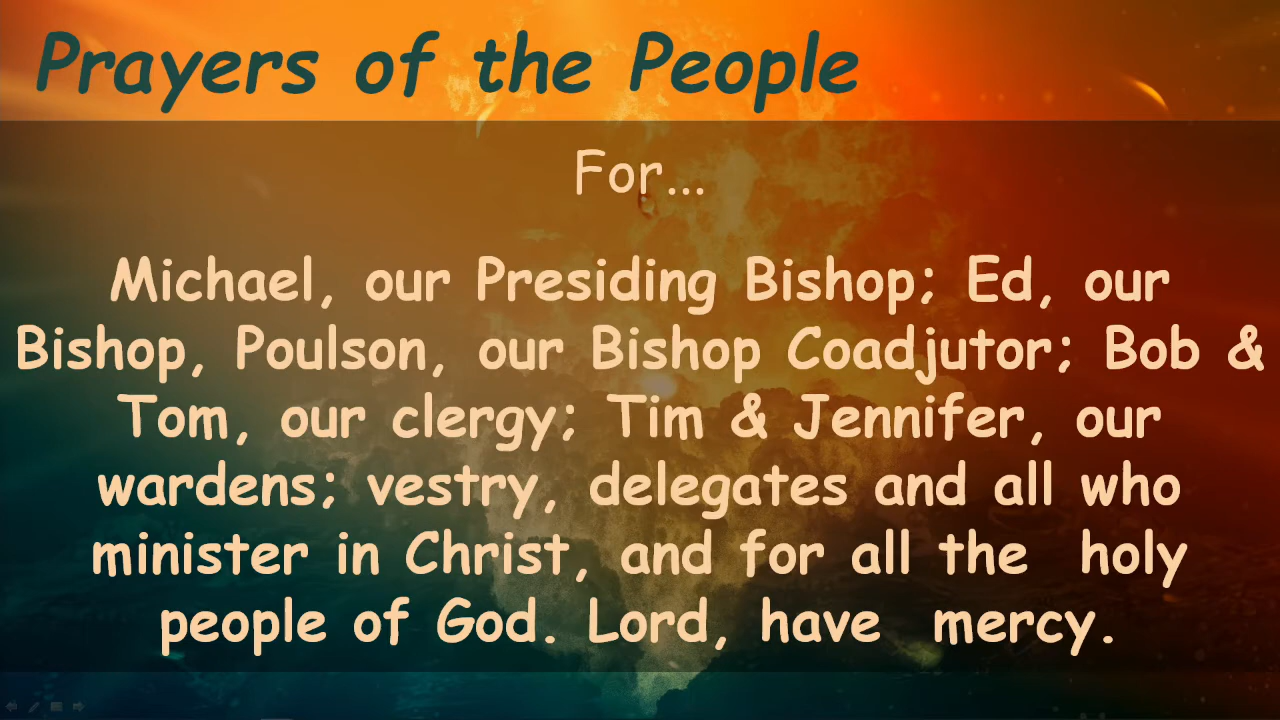 Prayers of the People
For...
Michael, our Presiding Bishop; Ed, our
Bishop, Poulson, our Bishop Coadjutor; Bob &
Tom, our clergy; Tim & Jennifer, our
wardens; vestry, delegates and all who
minister in Christ, and for all the holy
people of God. Lord, have mercy.